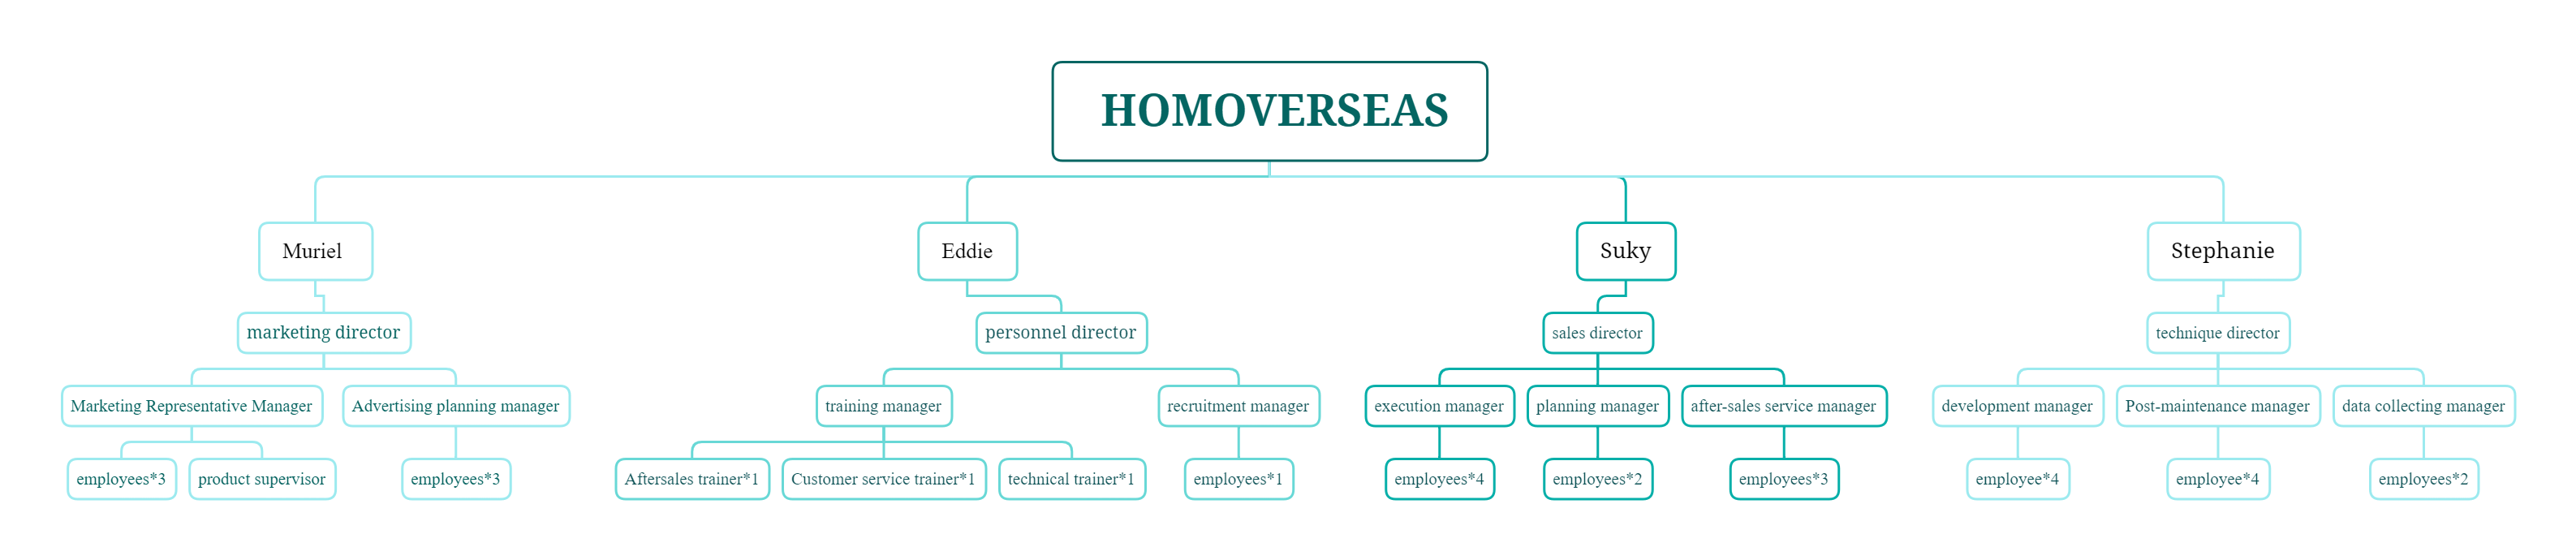 HOMOVERSEAS
Muriel
Eddie
Suky
Stephanie
marketing director
personnel director
sales director
technique director
Marketing Representative Manager
Advertising planning manager
training manager
recruitment manager
execution manager
planning manager
after-sales service manager
development manager
Post-maintenance manager
data collecting manager
employees*3
product supervisor
employees*3
Aftersales trainer*1
Customer service trainer*1
technical trainer*1
employees*1
employees*4
employees*2
employees*3
employee*4
employee*4
employees*2